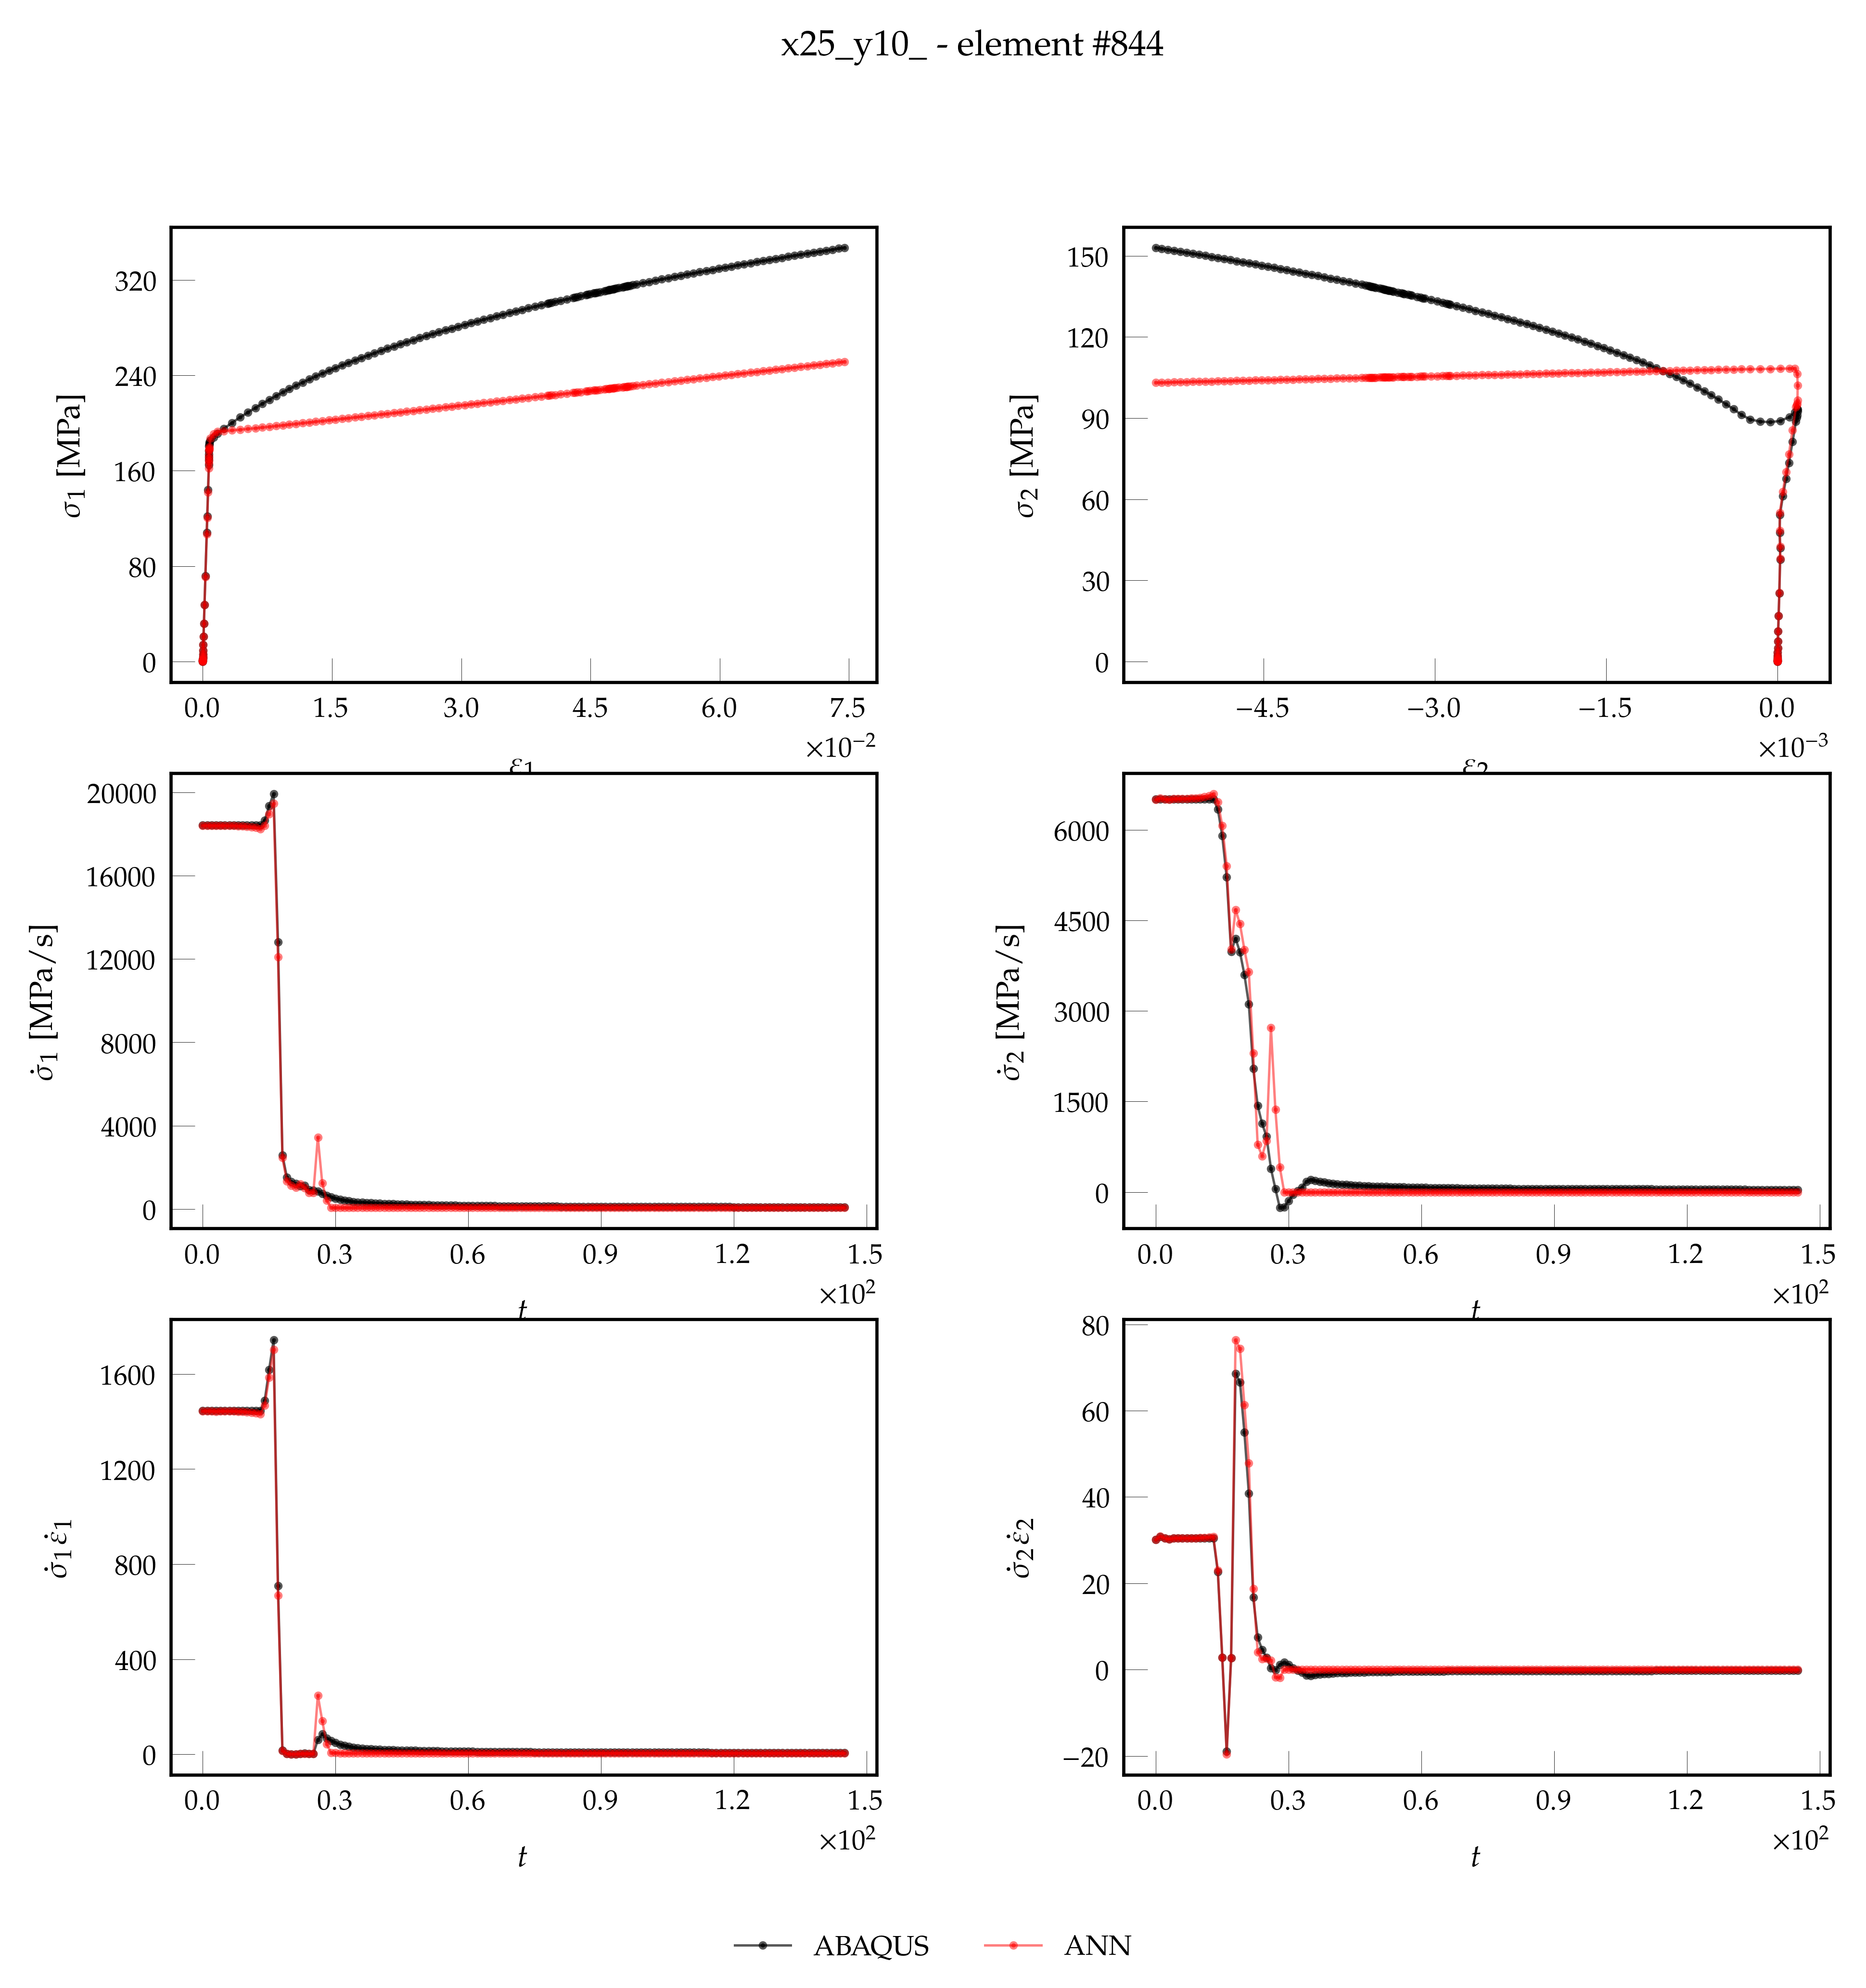 x25_y10_ - element #844
σ₁ [MPa]
320
240
160
80
0
0.0 1.5 3.0 4.5 6.0 7.5
×10⁻²
ε₁
σ₂ [MPa]
150
120
90
60
30
0
−4.5 −3.0 −1.5 0.0
×10⁻³
ε₂
σ̇₁ [MPa/s]
20000
16000
12000
8000
4000
0
0.0 0.3 0.6 0.9 1.2 1.5
×10²
t
σ̇₂ [MPa/s]
6000
4500
3000
1500
0
0.0 0.3 0.6 0.9 1.2 1.5
×10²
t
σ̇₁ε̇₁
1600
1200
800
400
0
0.0 0.3 0.6 0.9 1.2 1.5
×10²
t
σ̇₂ε̇₂
80
60
40
20
0
−20
0.0 0.3 0.6 0.9 1.2 1.5
×10²
t
ABAQUS ANN